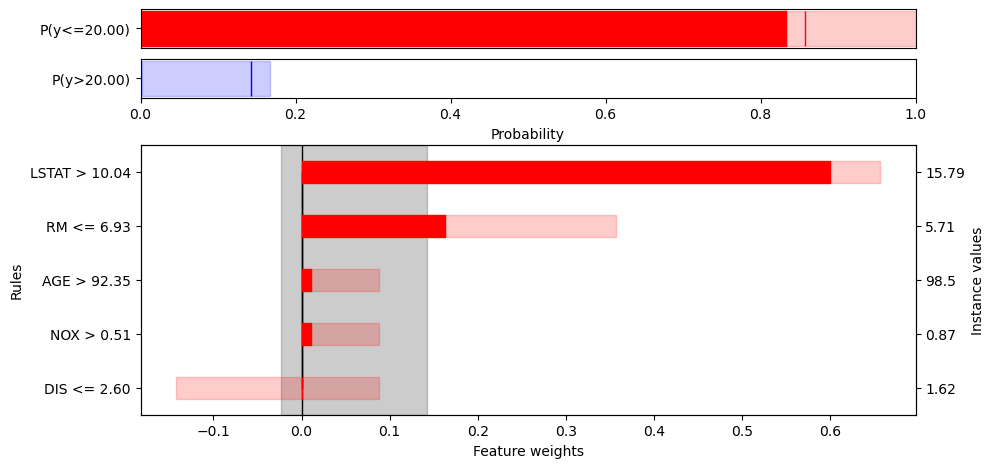 P(y<=20.00)
P(y>20.00)
0.0 0.2 0.4 0.6 0.8 1.0
Probability
LSTAT > 10.04 15.79
RM <= 6.93 5.71
AGE > 92.35 98.5
NOX > 0.51 0.87
DIS <= 2.60 1.62
Rules
Instance values
−0.1 0.0 0.1 0.2 0.3 0.4 0.5 0.6
Feature weights